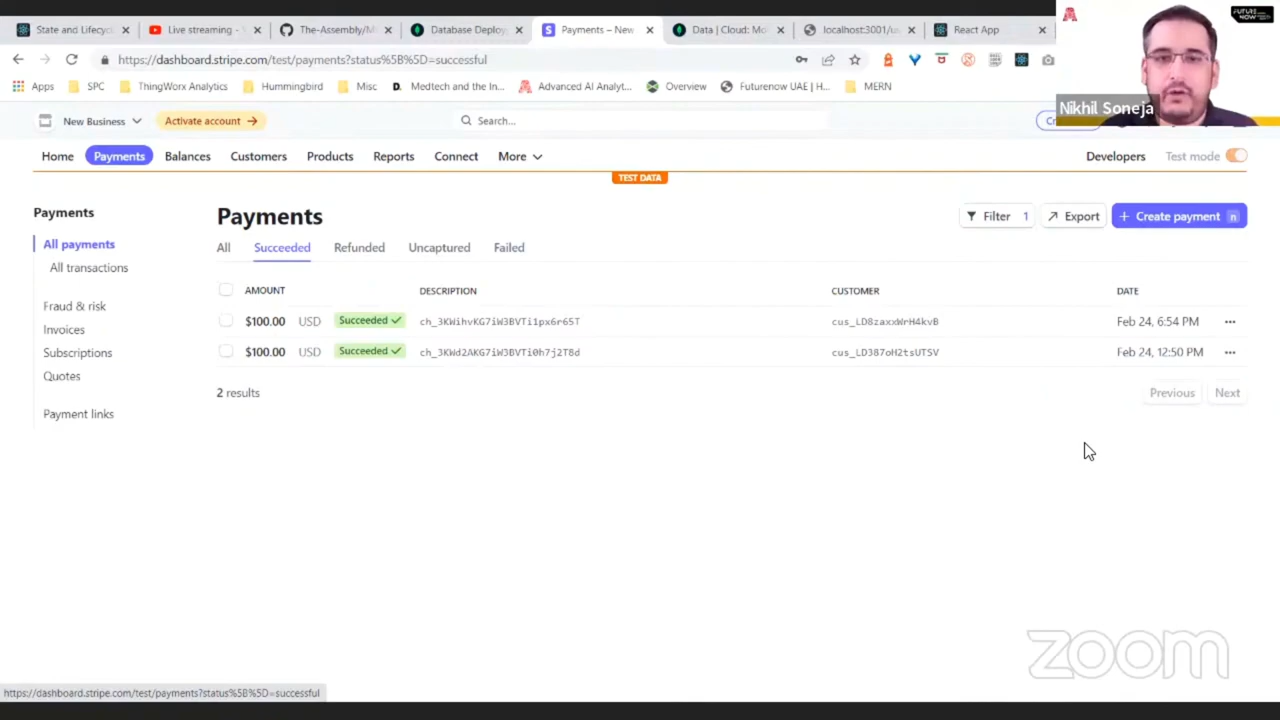 State and Lifecy
Live streaming -
The-Assembly/
Database Deploy
Payments – New
Data | Cloud: Mo
localhost:3001/u
React App
FUTURE
NOW
https://dashboard.stripe.com/test/payments?status%5B%5D=successful
Apps
SPC
ThingWorx Analytics
Hummingbird
Misc
D. Medtech and the In...
Advanced AI Analyt...
Overview
Futurenow UAE | H...
MERN
Nikhil Soneja
New Business
Activate account →
Search...
Home
Payments
Balances
Customers
Products
Reports
Connect
More
Developers
Test mode
TEST DATA
Payments
All payments
All transactions
Fraud & risk
Invoices
Subscriptions
Quotes
Payment links
Payments
Filter 1
Export
+ Create payment n
All
Succeeded
Refunded
Uncaptured
Failed
AMOUNT DESCRIPTION CUSTOMER DATE
$100.00 USD Succeeded ✓ ch_3KWihvKG7iW3BVTi1px6r65T cus_LD8zaxxWrH4kvB Feb 24, 6:54 PM ...
$100.00 USD Succeeded ✓ ch_3KWd2AKG7iW3BVTi0h7j2T8d cus_LD387oH2tsUTSV Feb 24, 12:50 PM ...
2 results
Previous
Next
zoom
https://dashboard.stripe.com/test/payments?status%5B%5D=successful